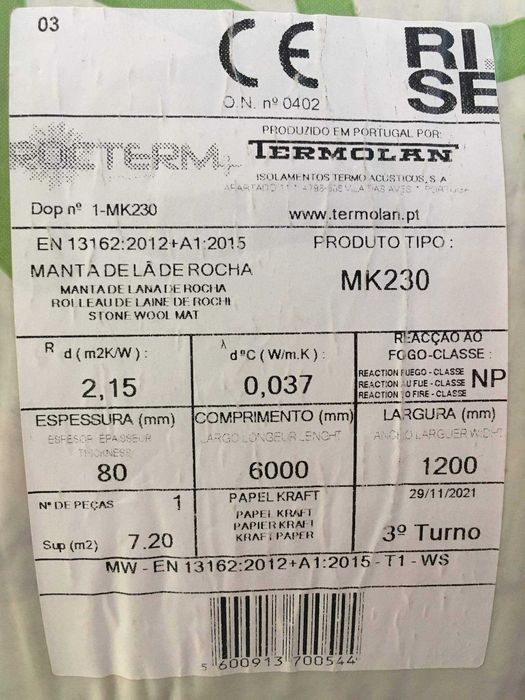 03
CE
RI.
SE
O.N. nº 0402
PRODUZIDO EM PORTUGAL POR:
ROCTERM
TERMOLAN
ISOLAMENTOS TERMO ACÚSTICOS, S.A.
Dop nº 1-MK230
www.termolan.pt
EN 13162:2012+A1:2015
PRODUTO TIPO :
MANTA DE LÃ DE ROCHA
MK230
MANTA DE LANA DE ROCHA
ROLLEAU DE LAINE DE ROCHE
STONE WOOL MAT
R d ( m2K/W ) :
λ dºC ( W/m.K ) :
REACÇÃO AO
FOGO-CLASSE :
2,15
0,037
REACTION FUEGO - CLASSE
REACTION AU FUE - CLASSE
REACTION TO FIRE - CLASSE
NP
ESPESSURA (mm)
COMPRIMENTO (mm)
LARGURA (mm)
ESPESOR ÉPAISSEUR
LARGO LONGEUR LENGHT
ANCHO LARGUER WIDHT
THICKNESS
80
6000
1200
Nº DE PEÇAS 1
PAPEL KRAFT
29/11/2021
PAPEL KRAFT
PAPIER KRAFT
KRAFT PAPER
Sup (m2) 7.20
3º Turno
MW - EN 13162:2012+A1:2015 - T1 - WS
5 600913 700544